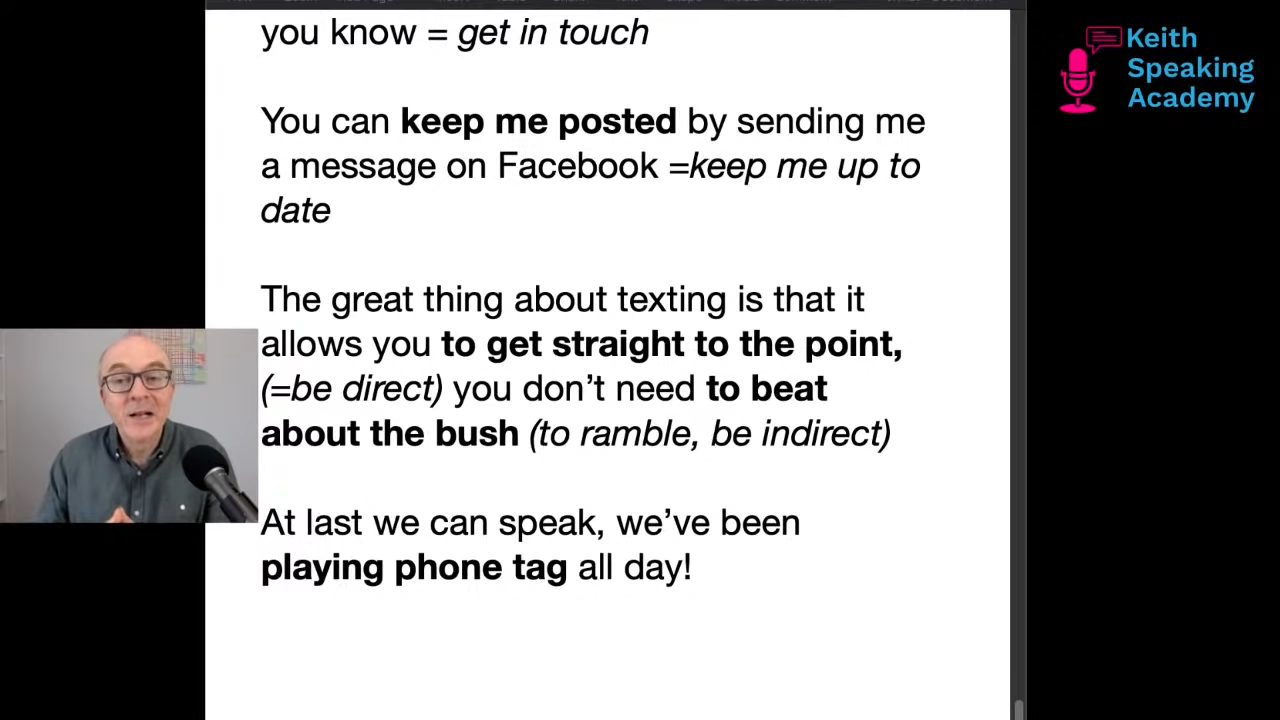 you know = get in touch
Keith
Speaking
Academy
You can keep me posted by sending me
a message on Facebook =keep me up to
date
The great thing about texting is that it
allows you to get straight to the point,
(=be direct) you don’t need to beat
about the bush (to ramble, be indirect)
At last we can speak, we’ve been
playing phone tag all day!